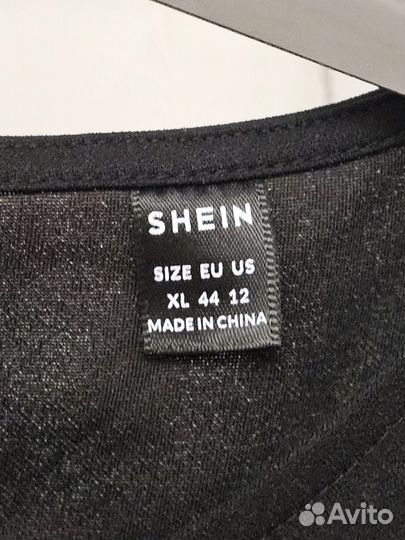 SHEIN
SIZE EU US
XL 44 12
MADE IN CHINA
Avito